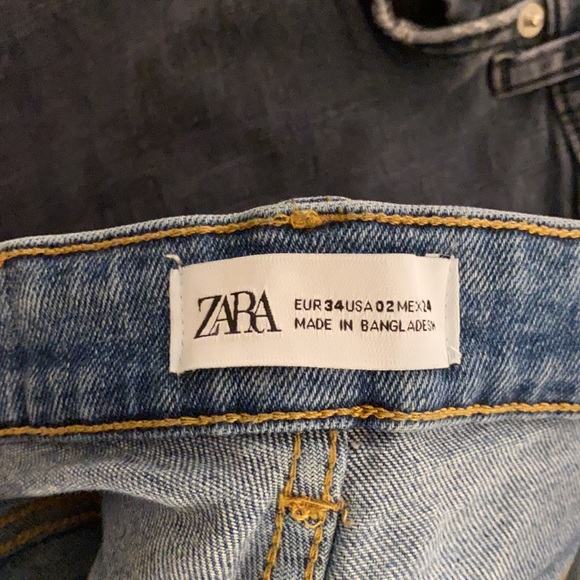 ZARA
EUR 34 USA 02 MEX 24
MADE IN BANGLADESH